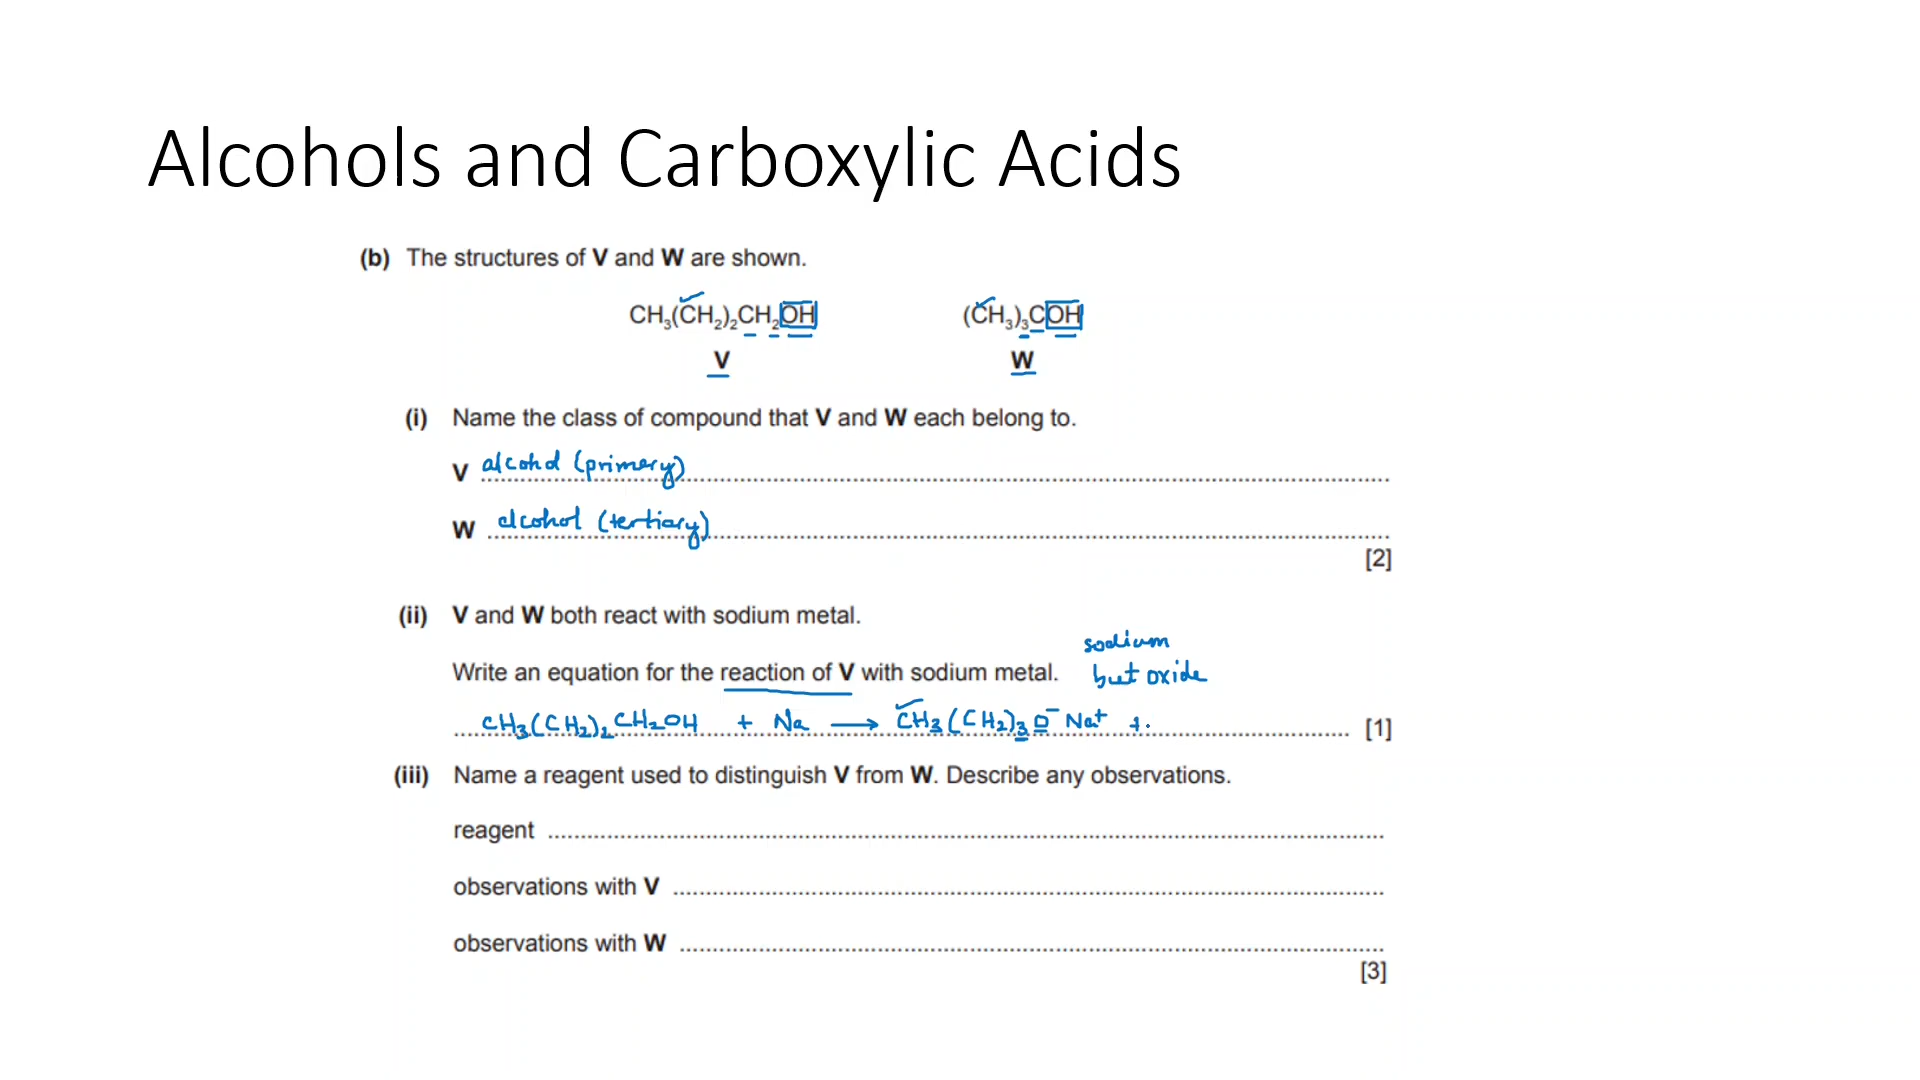 Alcohols and Carboxylic Acids
(b) The structures of V and W are shown.
CH₃(CH₂)₂CH₂OH (CH₃)₃COH
V W
(i) Name the class of compound that V and W each belong to.
V alcohol (primary)
W alcohol (tertiary)
[2]
(ii) V and W both react with sodium metal.
sodium
Write an equation for the reaction of V with sodium metal. butoxide
CH₃(CH₂)₂CH₂OH + Na ⟶ CH₃(CH₂)₃O⁻Na⁺ + [1]
(iii) Name a reagent used to distinguish V from W. Describe any observations.
reagent
observations with V
observations with W
[3]